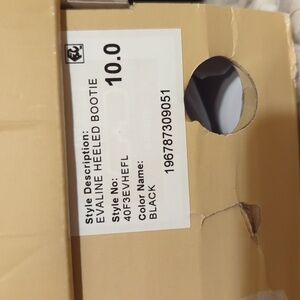 Style Description:
EVALINE HEELED BOOTIE
Style No:
40F3EVHEFL
10.0
Color Name:
BLACK
196787309051